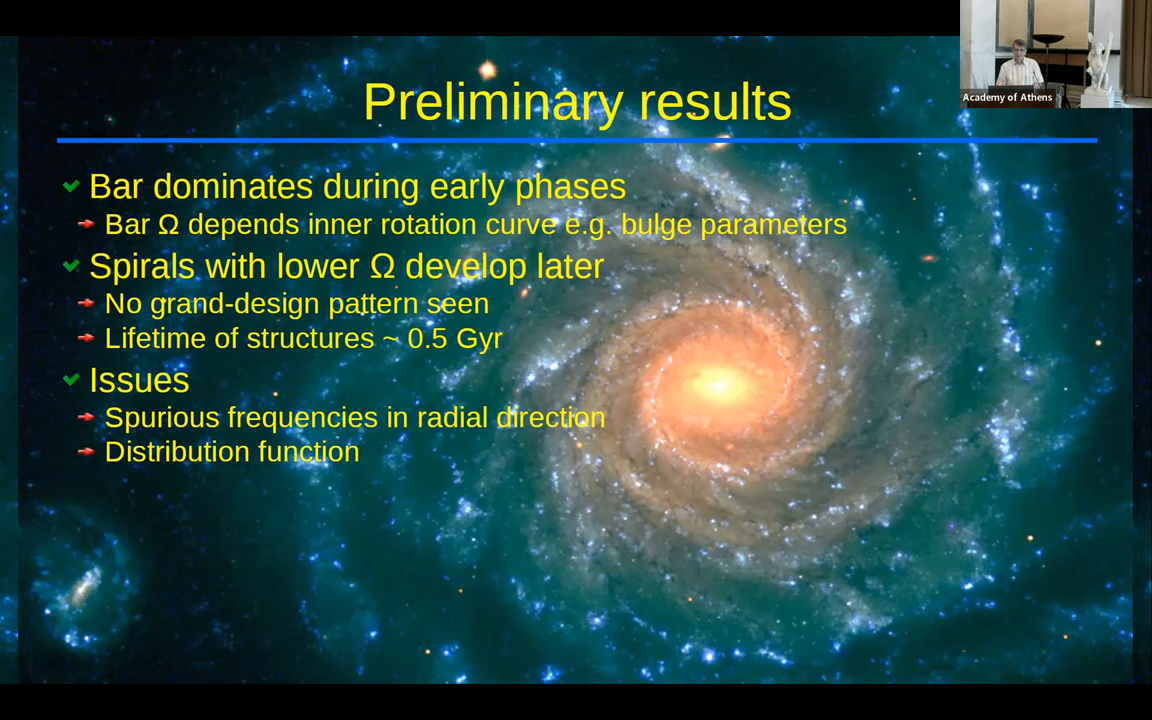 Academy of Athens
Preliminary results
Bar dominates during early phases
Bar Ω depends inner rotation curve e.g. bulge parameters
Spirals with lower Ω develop later
No grand-design pattern seen
Lifetime of structures ~ 0.5 Gyr
Issues
Spurious frequencies in radial direction
Distribution function